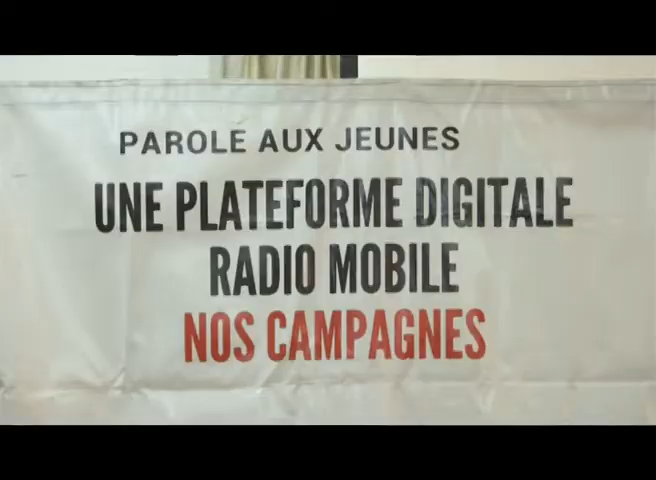 PAROLE AUX JEUNES
UNE PLATEFORME DIGITALE
RADIO MOBILE
NOS CAMPAGNES